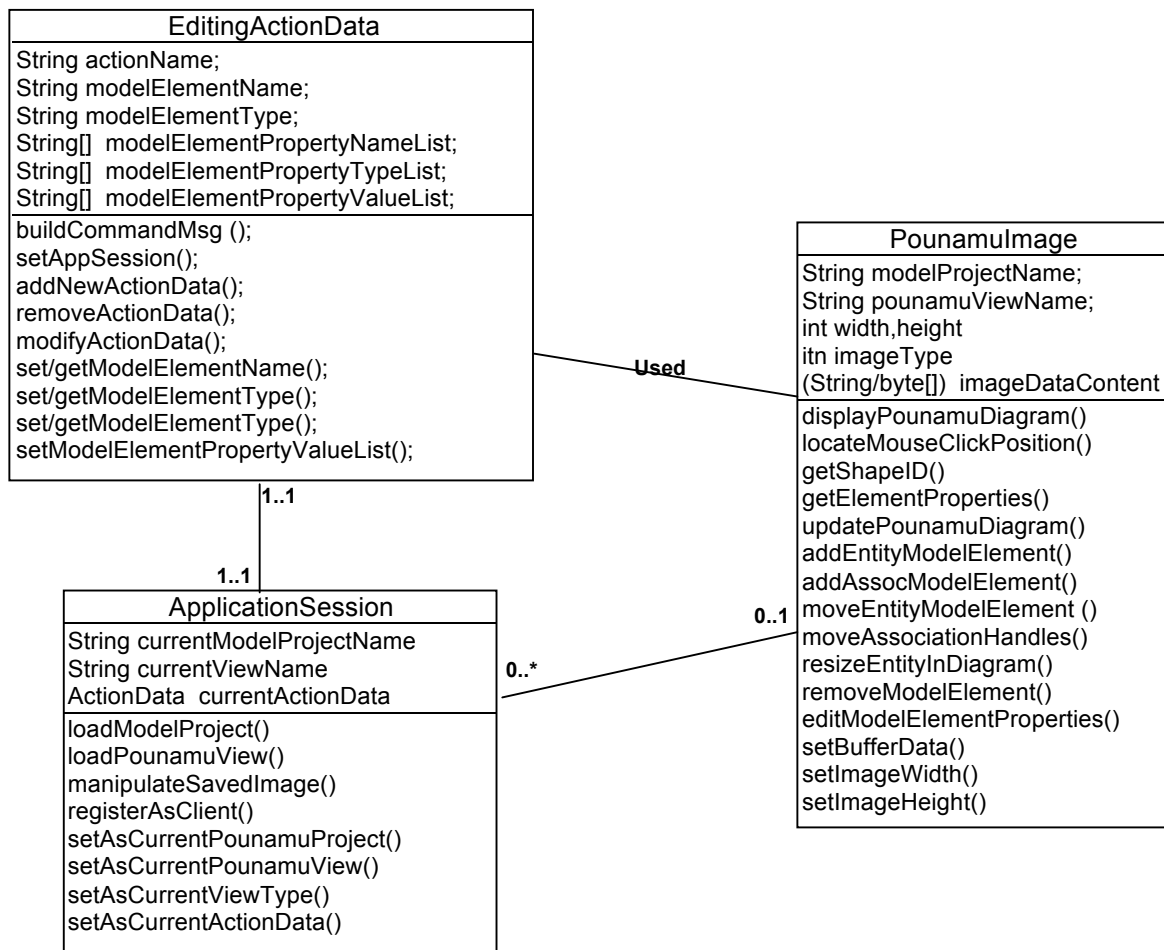 EditingActionData
String actionName;
String modelElementName;
String modelElementType;
String[]  modelElementPropertyNameList;
String[]  modelElementPropertyTypeList;
String[]  modelElementPropertyValueList;
buildCommandMsg ();
setAppSession();
addNewActionData();
removeActionData();
modifyActionData();
set/getModelElementName();
set/getModelElementType();
set/getModelElementType();
setModelElementPropertyValueList();
Used
PounamuImage
String modelProjectName;
String pounamuViewName;
int width,height
itn imageType
(String/byte[])  imageDataContent
displayPounamuDiagram()
locateMouseClickPosition()
getShapeID()
getElementProperties()
updatePounamuDiagram()
addEntityModelElement()
addAssocModelElement()
moveEntityModelElement ()
moveAssociationHandles()
resizeEntityInDiagram()
removeModelElement()
editModelElementProperties()
setBufferData()
setImageWidth()
setImageHeight()
1..1
1..1
0..1
0..*
ApplicationSession
String currentModelProjectName
String currentViewName
ActionData  currentActionData
loadModelProject()
loadPounamuView()
manipulateSavedImage()
registerAsClient()
setAsCurrentPounamuProject()
setAsCurrentPounamuView()
setAsCurrentViewType()
setAsCurrentActionData()